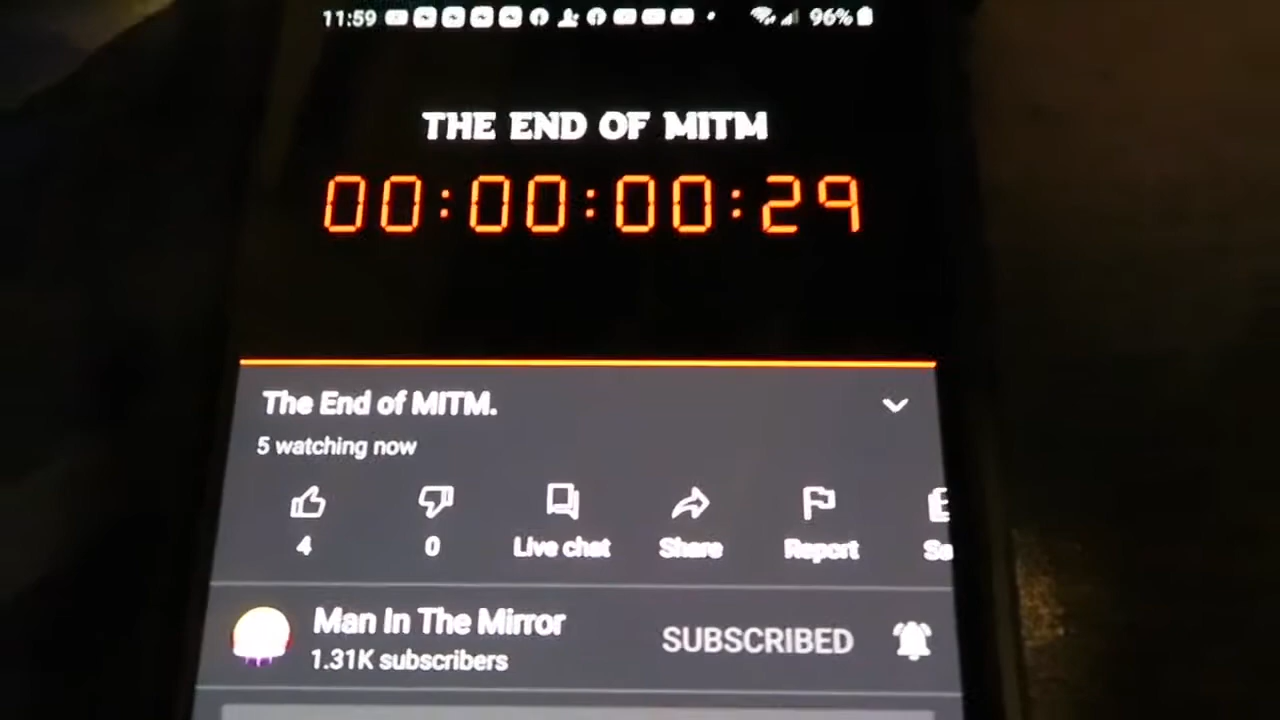 11:59 96%
THE END OF MITM
00:00:00:29
The End of MITM.
5 watching now
4 0 Live chat Share Report
Man In The Mirror SUBSCRIBED
1.31K subscribers